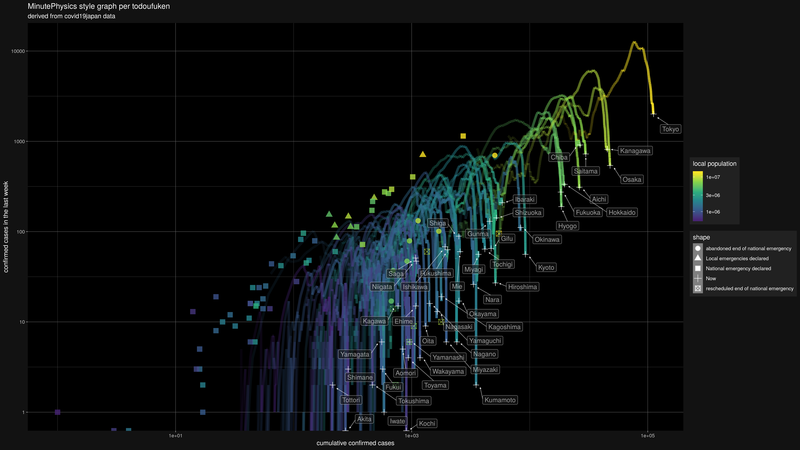 MinutePhysics style graph per todoufuken
derived from covid19japan data
10000
1000
100
10
1
confirmed cases in the last week
1e+01
1e+03
1e+05
cumulative confirmed cases
Tokyo
Kanagawa
Chiba
Saitama
Osaka
Aichi
Ibaraki
Shizuoka
Fukuoka
Hokkaido
Hyogo
Shiga
Gunma
Gifu
Okinawa
Tochigi
Kyoto
Saga
Fukushima
Miyagi
Niigata
Ishikawa
Mie
Hiroshima
Nara
Okayama
Kagawa
Ehime
Nagasaki
Kagoshima
Oita
Yamaguchi
Yamagata
Yamanashi
Nagano
Shimane
Aomori
Wakayama
Miyazaki
Fukui
Toyama
Tottori
Tokushima
Kumamoto
Akita
Iwate
Kochi
local population
1e+07
3e+06
1e+06
shape
abandoned end of national emergency
Local emergencies declared
National emergency declared
Now
rescheduled end of national emergency